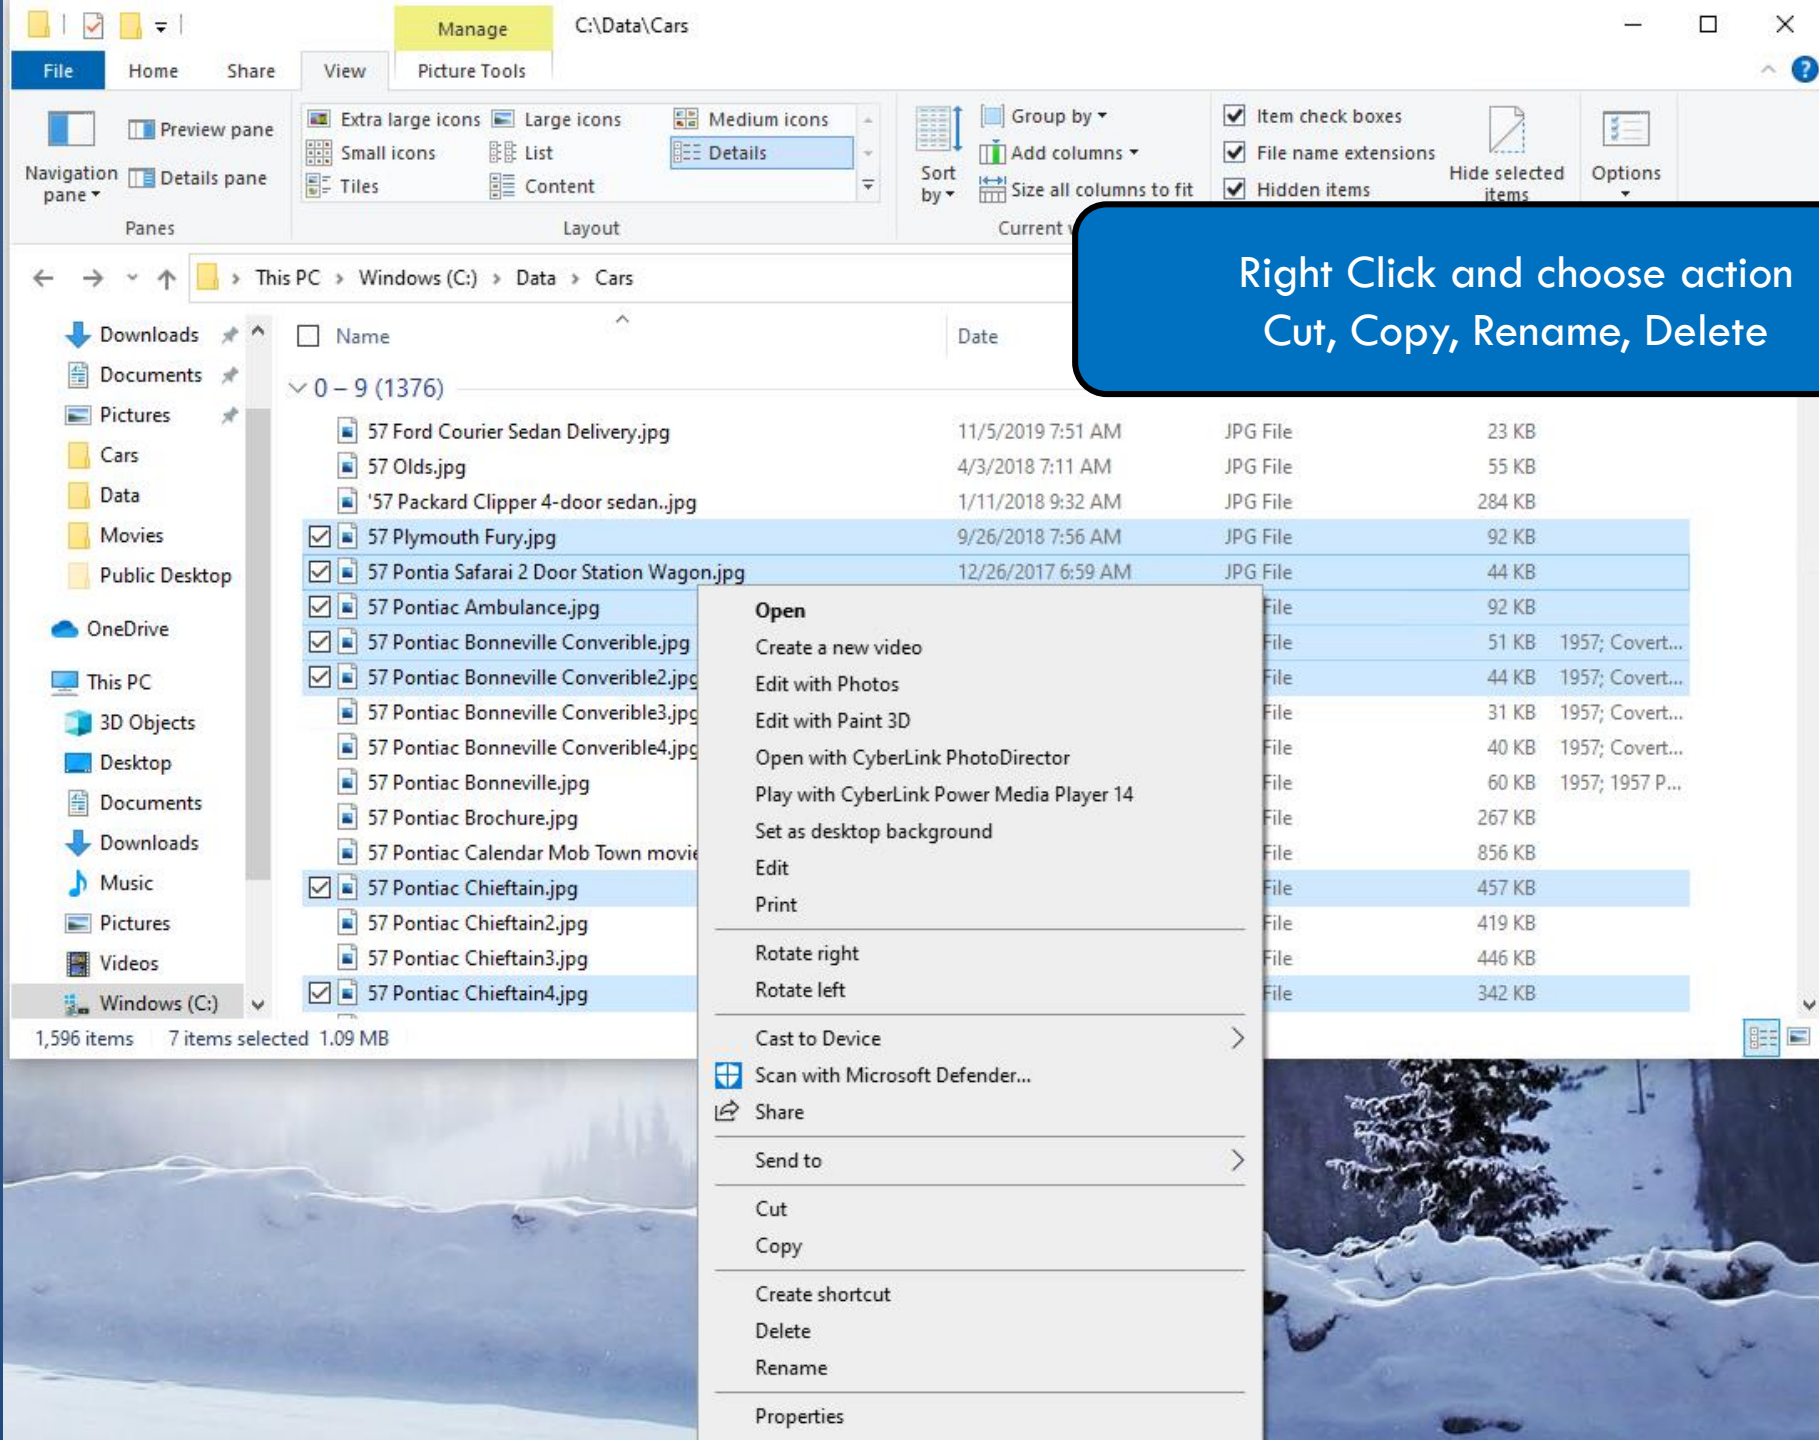 Manage
C:\Data\Cars
File Home Share View Picture Tools
Navigation pane
Preview pane
Details pane
Panes
Extra large icons Large icons Medium icons
Small icons List Details
Tiles Content
Layout
Sort by
Group by
Add columns
Size all columns to fit
Current
Item check boxes
File name extensions
Hidden items
Hide selected items
Options
Right Click and choose action
Cut, Copy, Rename, Delete
This PC > Windows (C:) > Data > Cars
Downloads
Documents
Pictures
Cars
Data
Movies
Public Desktop
OneDrive
This PC
3D Objects
Desktop
Documents
Downloads
Music
Pictures
Videos
Windows (C:)
Name Date
0 – 9 (1376)
57 Ford Courier Sedan Delivery.jpg 11/5/2019 7:51 AM JPG File 23 KB
57 Olds.jpg 4/3/2018 7:11 AM JPG File 55 KB
'57 Packard Clipper 4-door sedan..jpg 1/11/2018 9:32 AM JPG File 284 KB
57 Plymouth Fury.jpg 9/26/2018 7:56 AM JPG File 92 KB
57 Pontia Safarai 2 Door Station Wagon.jpg 12/26/2017 6:59 AM JPG File 44 KB
57 Pontiac Ambulance.jpg File 92 KB
57 Pontiac Bonneville Converible.jpg File 51 KB 1957; Covert...
57 Pontiac Bonneville Converible2.jpg File 44 KB 1957; Covert...
57 Pontiac Bonneville Converible3.jpg File 31 KB 1957; Covert...
57 Pontiac Bonneville Converible4.jpg File 40 KB 1957; Covert...
57 Pontiac Bonneville.jpg File 60 KB 1957; 1957 P...
57 Pontiac Brochure.jpg File 267 KB
57 Pontiac Calendar Mob Town movie File 856 KB
57 Pontiac Chieftain.jpg File 457 KB
57 Pontiac Chieftain2.jpg File 419 KB
57 Pontiac Chieftain3.jpg File 446 KB
57 Pontiac Chieftain4.jpg File 342 KB
1,596 items 7 items selected 1.09 MB
Open
Create a new video
Edit with Photos
Edit with Paint 3D
Open with CyberLink PhotoDirector
Play with CyberLink Power Media Player 14
Set as desktop background
Edit
Print
Rotate right
Rotate left
Cast to Device
Scan with Microsoft Defender...
Share
Send to
Cut
Copy
Create shortcut
Delete
Rename
Properties